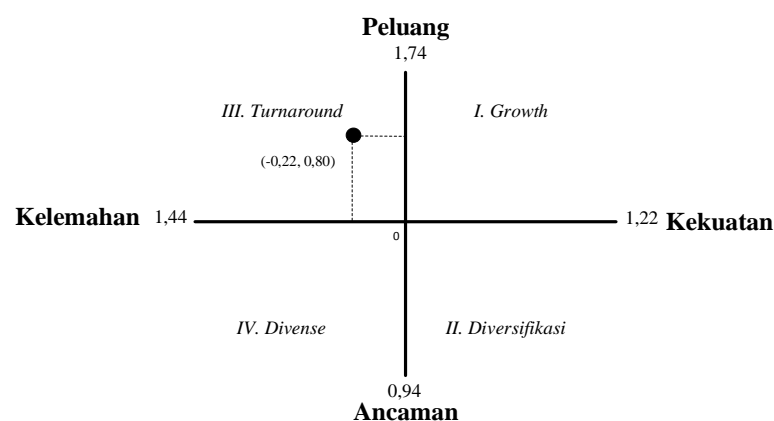 Peluang
1,74
III. Turnaround
I. Growth
(-0,22, 0,80)
Kelemahan 1,44
1,22 Kekuatan
0
IV. Divense
II. Diversifikasi
0,94
Ancaman